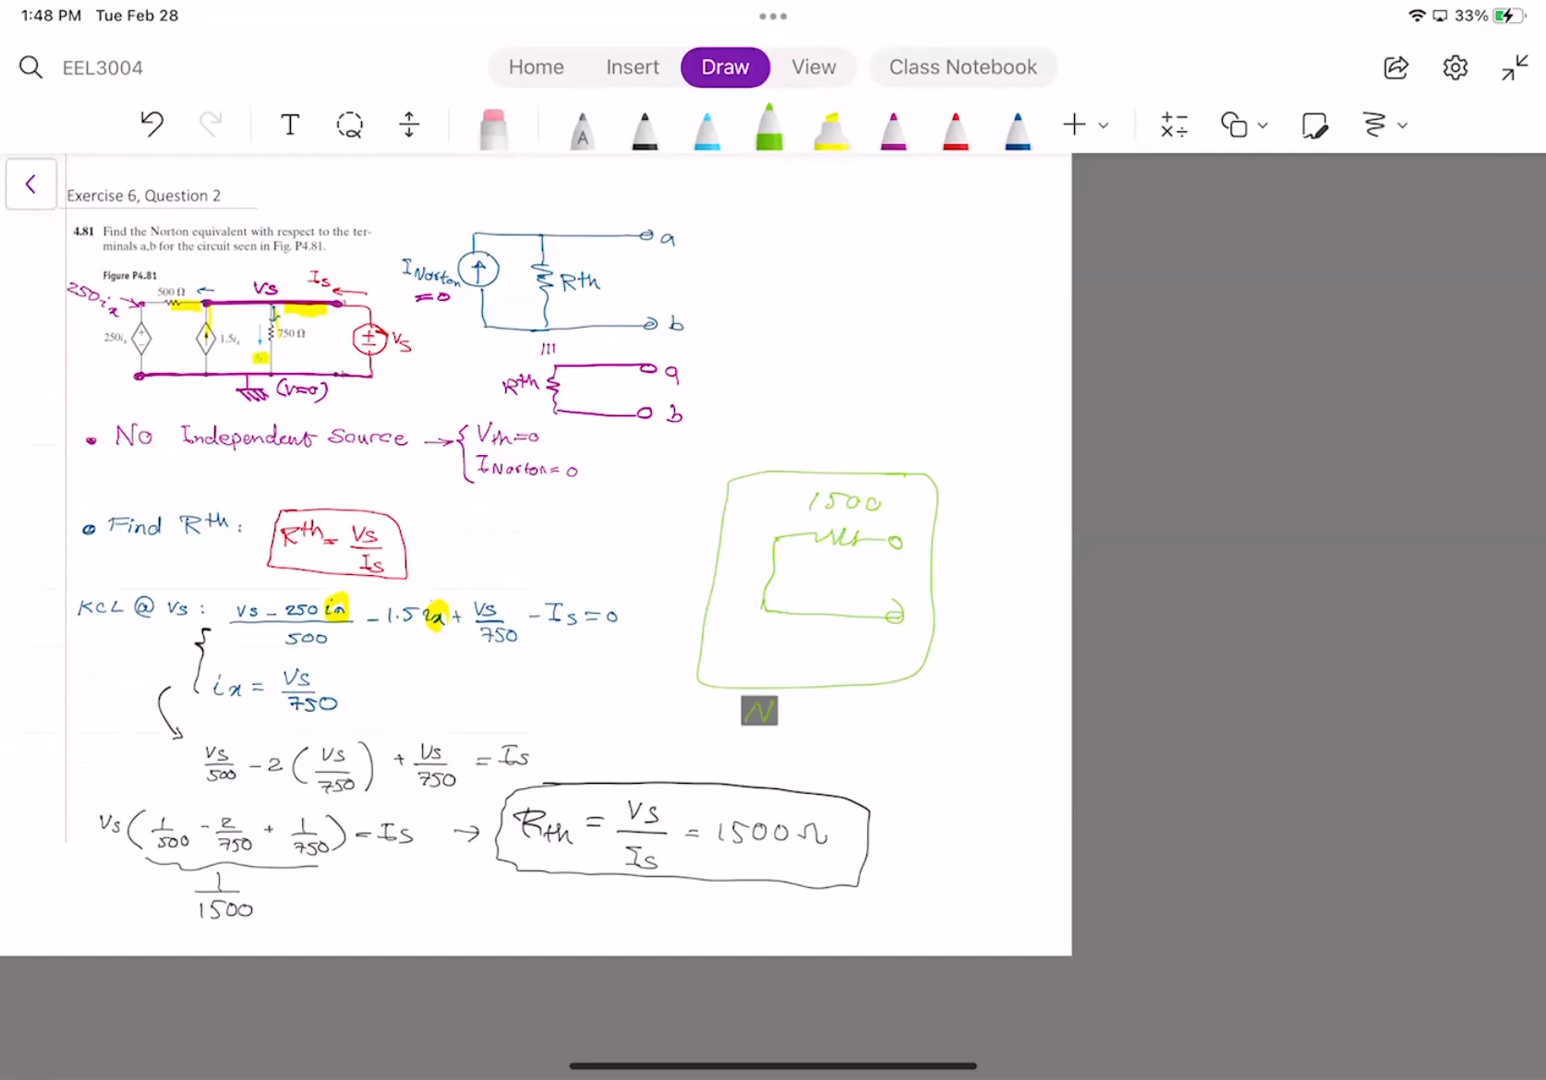 1:48 PM Tue Feb 28
33%
EEL3004
Home Insert Draw View Class Notebook
Exercise 6, Question 2
4.81 Find the Norton equivalent with respect to the ter-
minals a,b for the circuit seen in Fig. P4.81.
Figure P4.81
250ix
500 Ω
Vs
Is
250iₓ
1.5iₓ
750 Ω
Vs
(V=0)
I Norton
=0
Rth
a
b
Rth
a
b
• No Independent Source → { Vth=0
I Norton = 0
• Find Rth :
Rth = Vs / Is
KCL @ Vs : (Vs - 250 ix) / 500 - 1.5 ix + Vs / 750 - Is = 0
ix = Vs / 750
Vs / 500 - 2 ( Vs / 750 ) + Vs / 750 = Is
Vs ( 1 / 500 - 2 / 750 + 1 / 750 ) = Is → Rth = Vs / Is = 1500 Ω
1 / 1500
1500
N